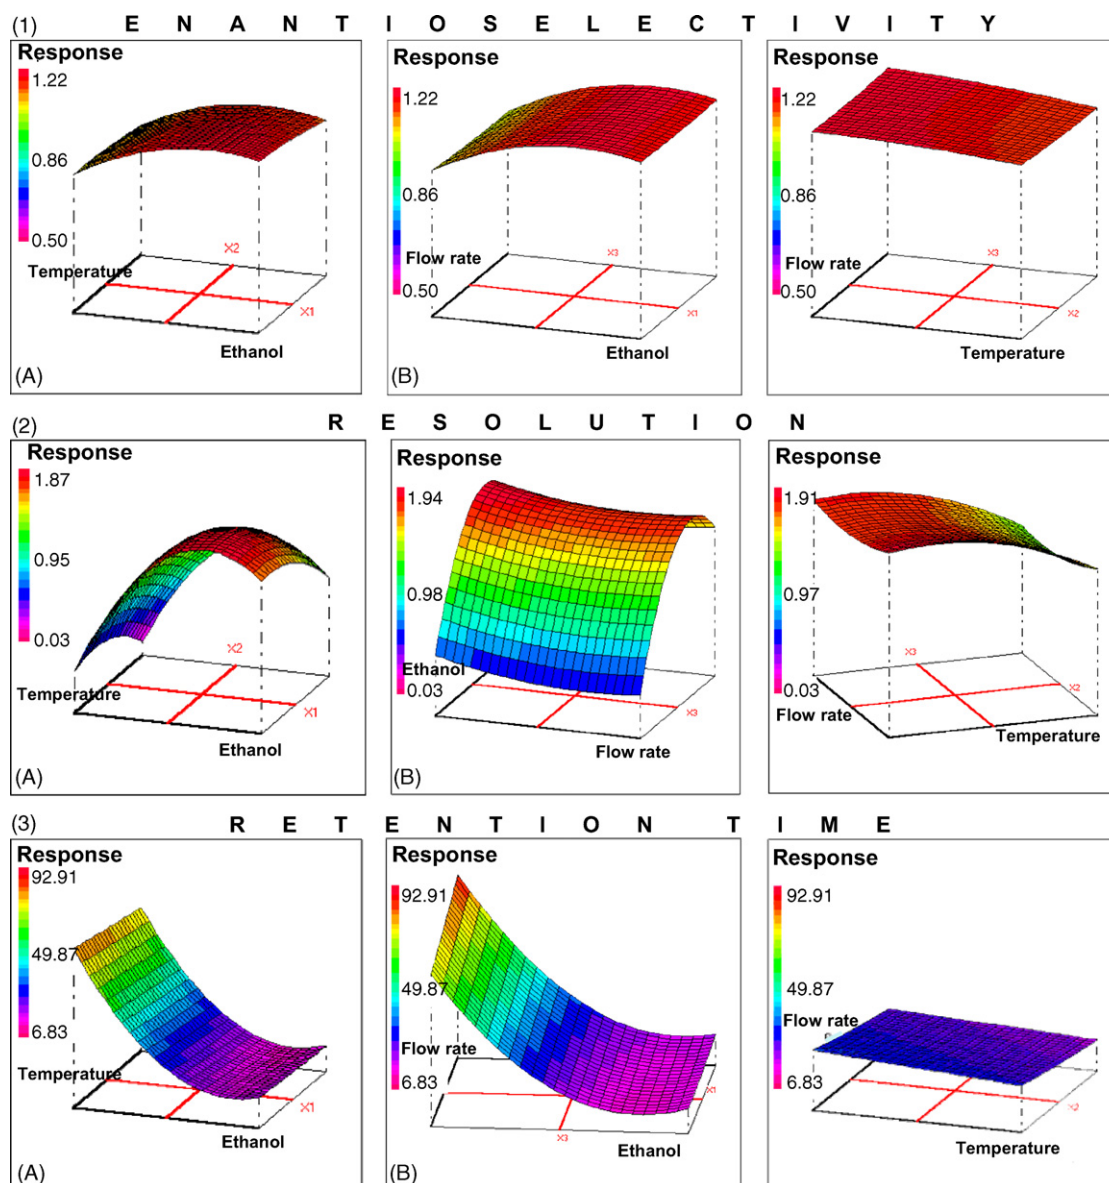 (1) E N A N T I O S E L E C T I V I T Y
Response
1.22
0.86
0.50
Temperature
X2
X1
Ethanol
(A)
Response
1.22
0.86
Flow rate
0.50
X3
X1
Ethanol
(B)
Response
1.22
0.86
Flow rate
0.50
X3
X2
Temperature
(2) R E S O L U T I O N
Response
1.87
0.95
0.03
Temperature
X2
X1
Ethanol
(A)
Response
1.94
0.98
Ethanol
0.03
X3
Flow rate
(B)
Response
1.91
0.97
0.03
Flow rate
X3
X2
Temperature
(3) R E T E N T I O N T I M E
Response
92.91
49.87
6.83
Temperature
X1
Ethanol
(A)
Response
92.91
49.87
Flow rate
6.83
X1
X3
Ethanol
(B)
Response
92.91
49.87
Flow rate
6.83
X2
Temperature